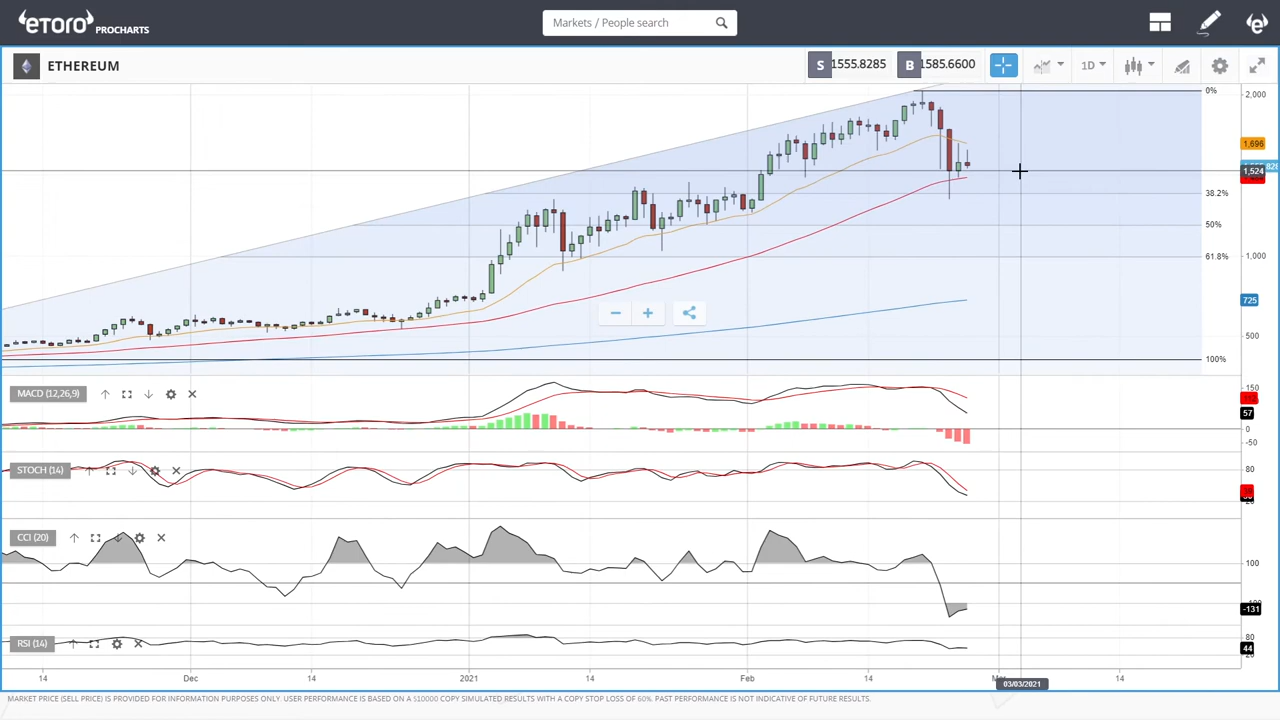 eToro PROCHARTS
Markets / People search
ETHEREUM
S 1555.8285
B 1585.6600
1D
0%
2,000
1,696
1,524
38.2%
50%
61.8%
1,000
725
500
100%
MACD (12,26,9)
150
57
0
-50
STOCH (14)
80
CCI (20)
100
-131
RSI (14)
80
44
14
Dec
14
2021
14
Feb
14
14
03/03/2021
MARKET PRICE (SELL PRICE) IS PROVIDED FOR INFORMATION PURPOSES ONLY. USER PERFORMANCE IS BASED ON A $10000 COPY SIMULATED RESULTS WITH A COPY STOP LOSS OF 60%. PAST PERFORMANCE IS NOT INDICATIVE OF FUTURE RESULTS.